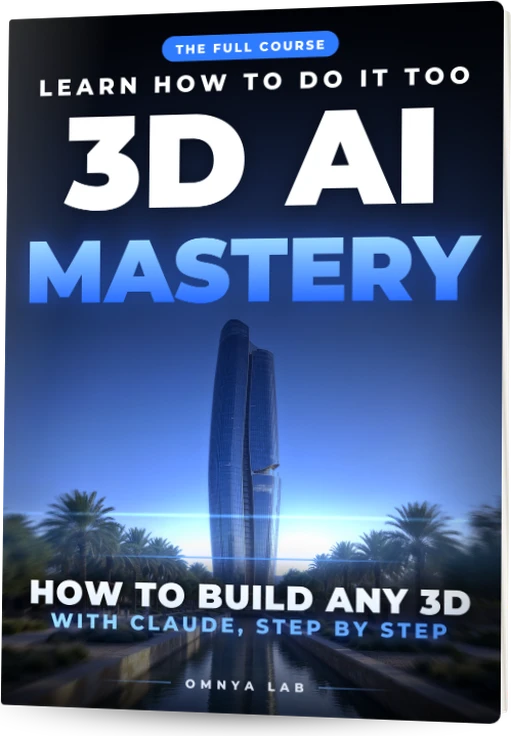 THE FULL COURSE
LEARN HOW TO DO IT TOO
3D AI
MASTERY
HOW TO BUILD ANY 3D
WITH CLAUDE, STEP BY STEP
OMNYA LAB